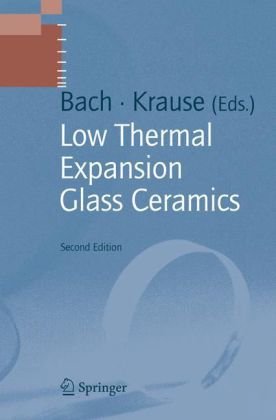 Bach · Krause (Eds.)
Low Thermal
Expansion
Glass Ceramics
Second Edition
Springer